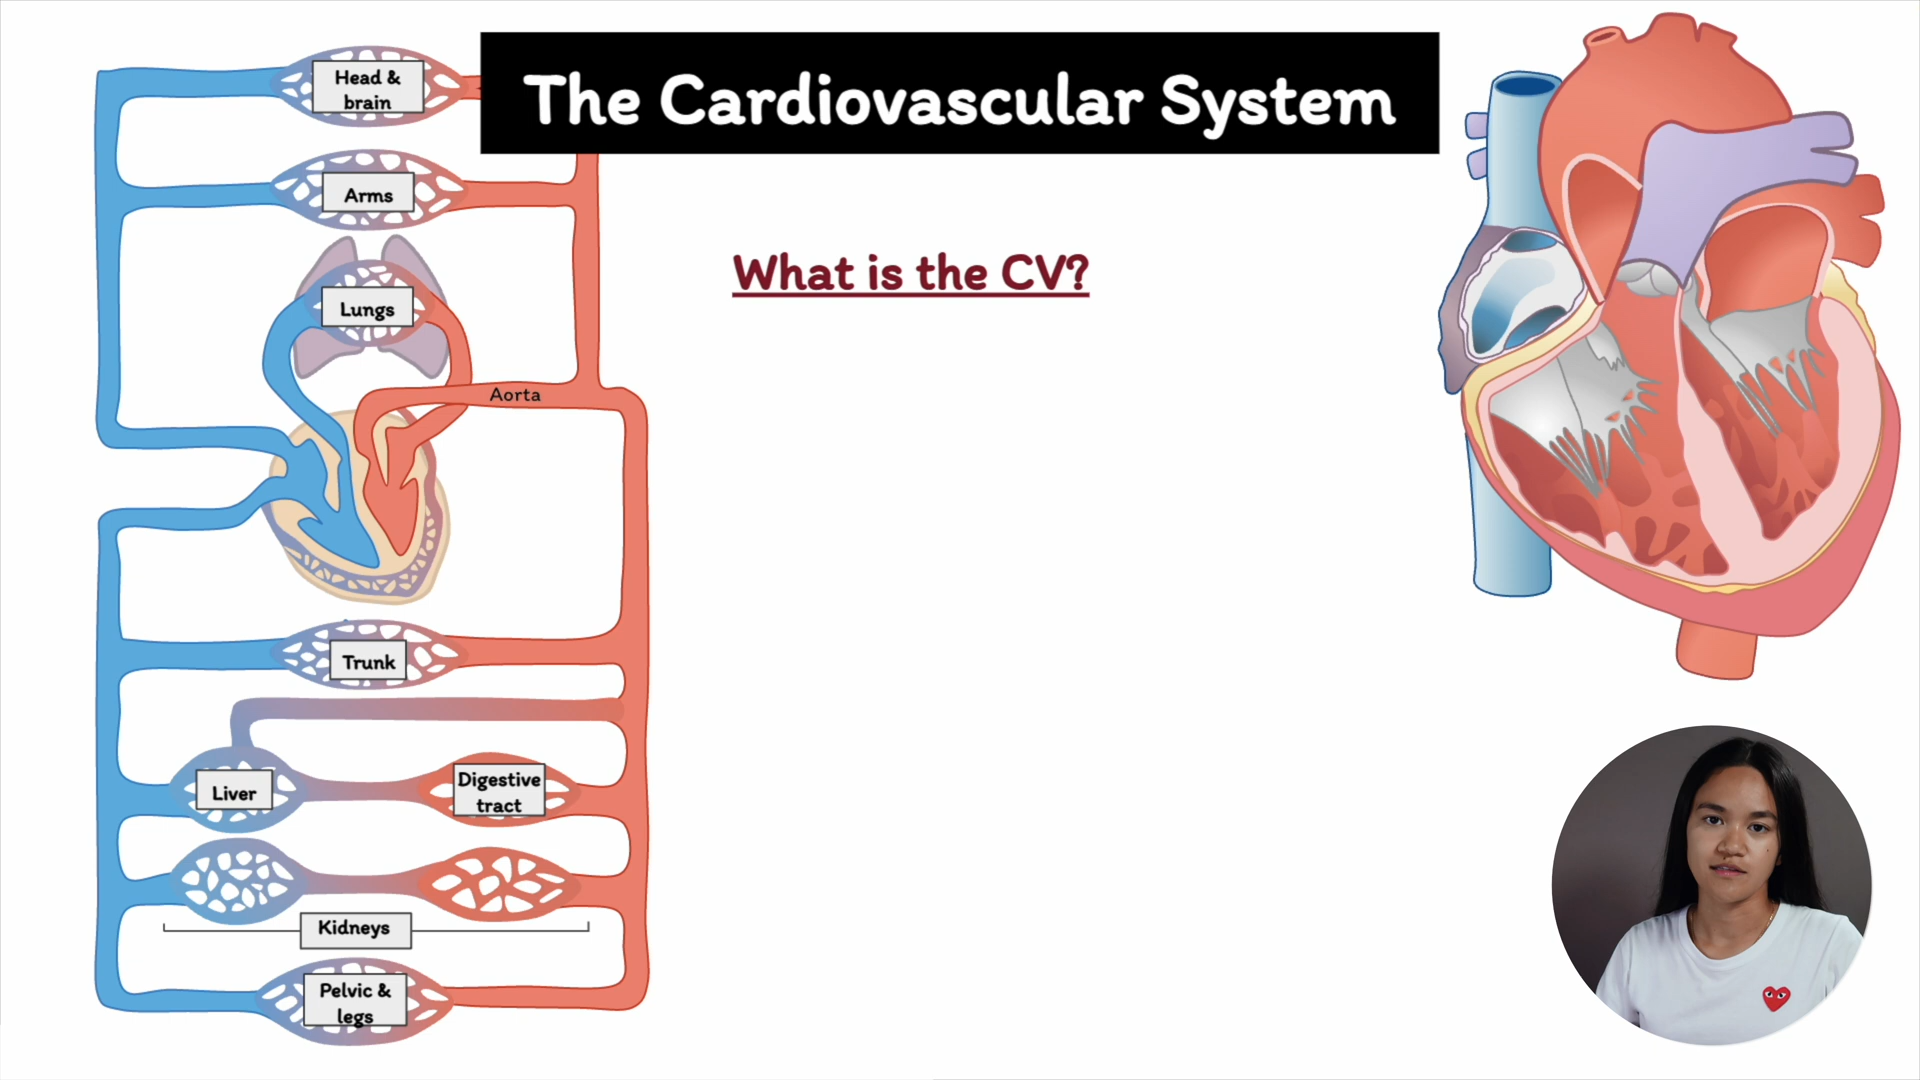 The Cardiovascular System
What is the CV?
Head &
brain
Arms
Lungs
Aorta
Trunk
Liver
Digestive
tract
Kidneys
Pelvic &
legs